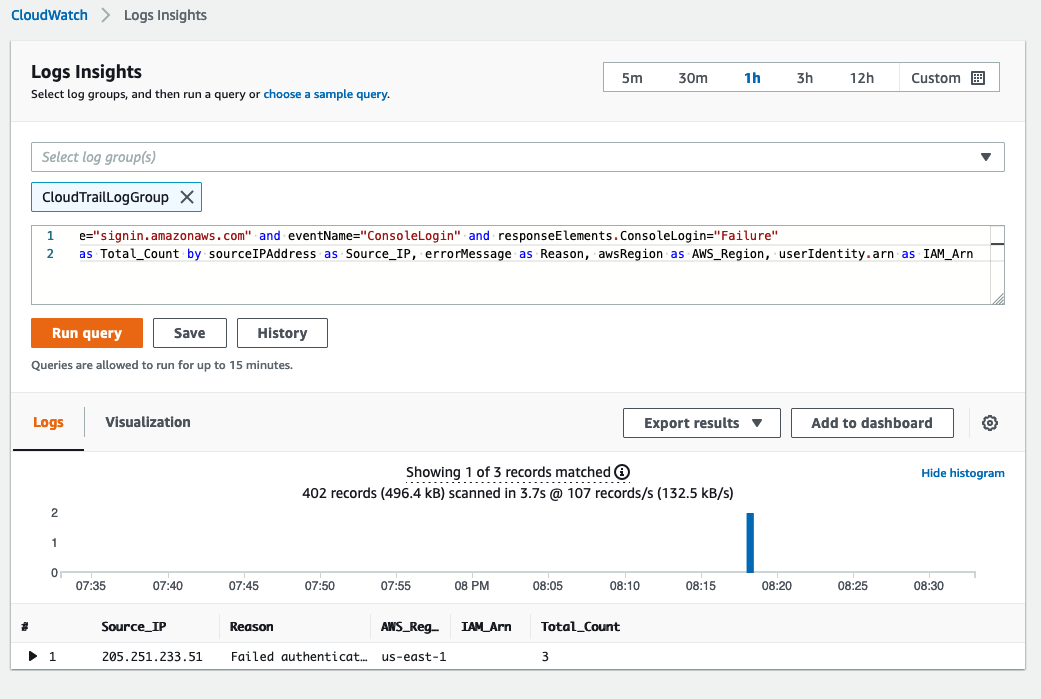 CloudWatch > Logs Insights
Logs Insights
Select log groups, and then run a query or choose a sample query.
5m 30m 1h 3h 12h Custom
Select log group(s)
CloudTrailLogGroup
1 e="signin.amazonaws.com" and eventName="ConsoleLogin" and responseElements.ConsoleLogin="Failure"
2 as Total_Count by sourceIPAddress as Source_IP, errorMessage as Reason, awsRegion as AWS_Region, userIdentity.arn as IAM_Arn
Run query Save History
Queries are allowed to run for up to 15 minutes.
Logs Visualization Export results Add to dashboard
Showing 1 of 3 records matched
Hide histogram
402 records (496.4 kB) scanned in 3.7s @ 107 records/s (132.5 kB/s)
2
1
0
07:35 07:40 07:45 07:50 07:55 08 PM 08:05 08:10 08:15 08:20 08:25 08:30
# Source_IP Reason AWS_Reg… IAM_Arn Total_Count
1 205.251.233.51 Failed authenticat… us-east-1 3